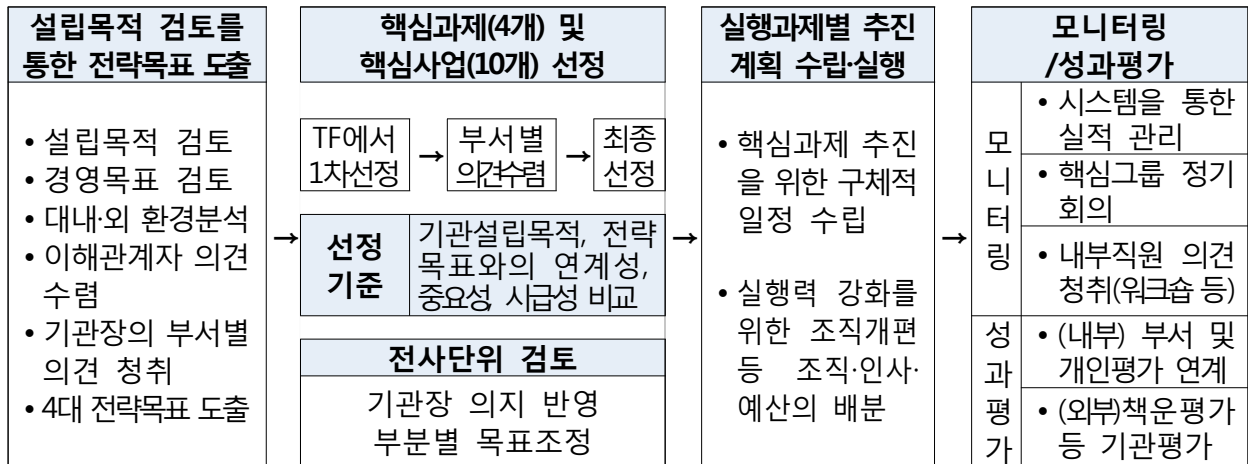 설립목적 검토를
통한 전략목표 도출
• 설립목적 검토
• 경영목표 검토
• 대내·외 환경분석
• 이해관계자 의견
수렴
• 기관장의 부서별
의견 청취
• 4대 전략목표 도출
→
핵심과제(4개) 및
핵심사업(10개) 선정
TF에서
1차선정
→
부서별
의견수렴
→
최종
선정
선정
기준
기관설립목적, 전략
목표와의 연계성,
중요성, 시급성 비교
전사단위 검토
기관장 의지 반영
부분별 목표조정
→
실행과제별 추진
계획 수립·실행
• 핵심과제 추진
을 위한 구체적
일정 수립
• 실행력 강화를
위한 조직개편
등 조직·인사·
예산의 배분
→
모니터링
/성과평가
모
니
터
링
• 시스템을 통한
실적 관리
• 핵심그룹 정기
회의
• 내부직원 의견
청취(워크숍 등)
성
과
평
가
• (내부) 부서 및
개인평가 연계
• (외부)책운평가
등 기관평가